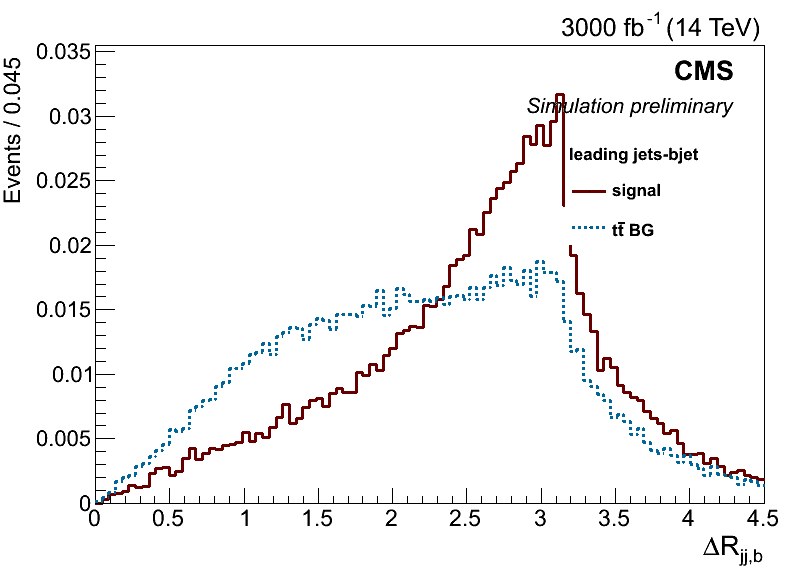 3000 fb⁻¹ (14 TeV)
Events / 0.045
0.035
0.03
0.025
0.02
0.015
0.01
0.005
0
CMS
Simulation preliminary
leading jets-bjet
signal
tt̄ BG
0 0.5 1 1.5 2 2.5 3 3.5 4 4.5
ΔR_jj,b